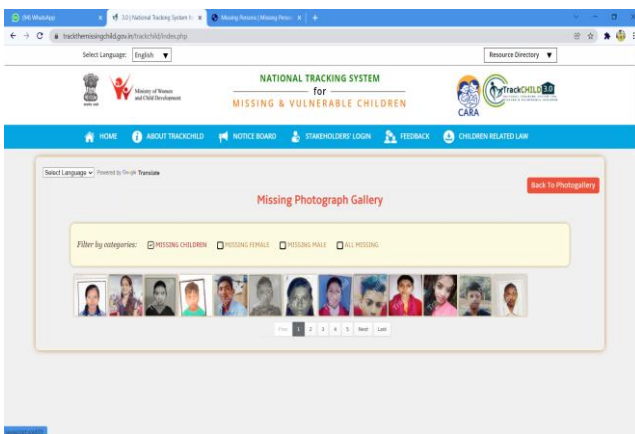 (94) WhatsApp
3.0 | National Tracking System fo
Missing Persons | Missing Person
trackthemissingchild.gov.in/trackchild/index.php
Select Language: English
Resource Directory
Ministry of Women
and Child Development
NATIONAL TRACKING SYSTEM
for
MISSING & VULNERABLE CHILDREN
CARA
TrackCHILD 3.0
HOME
ABOUT TRACKCHILD
NOTICE BOARD
STAKEHOLDERS' LOGIN
FEEDBACK
CHILDREN RELATED LAW
Select Language Powered by Google Translate
Back To Photogallery
Missing Photograph Gallery
Filter by categories: MISSING CHILDREN MISSING FEMALE MISSING MALE ALL MISSING
Prev 1 2 3 4 5 Next Last